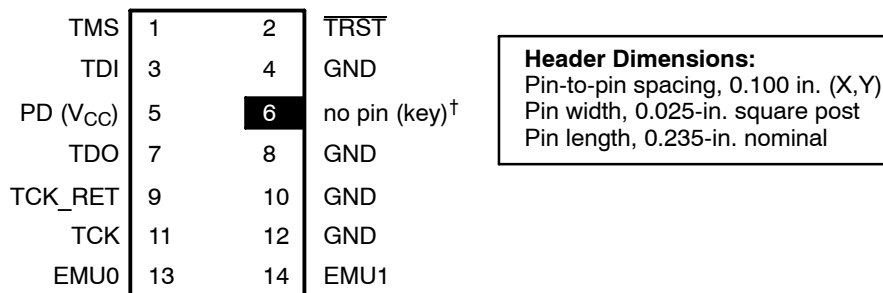 TMS 1 2 T̅R̅S̅T̅
TDI 3 4 GND
PD (VCC) 5 6 no pin (key)†
TDO 7 8 GND
TCK_RET 9 10 GND
TCK 11 12 GND
EMU0 13 14 EMU1
Header Dimensions:
Pin-to-pin spacing, 0.100 in. (X,Y)
Pin width, 0.025-in. square post
Pin length, 0.235-in. nominal